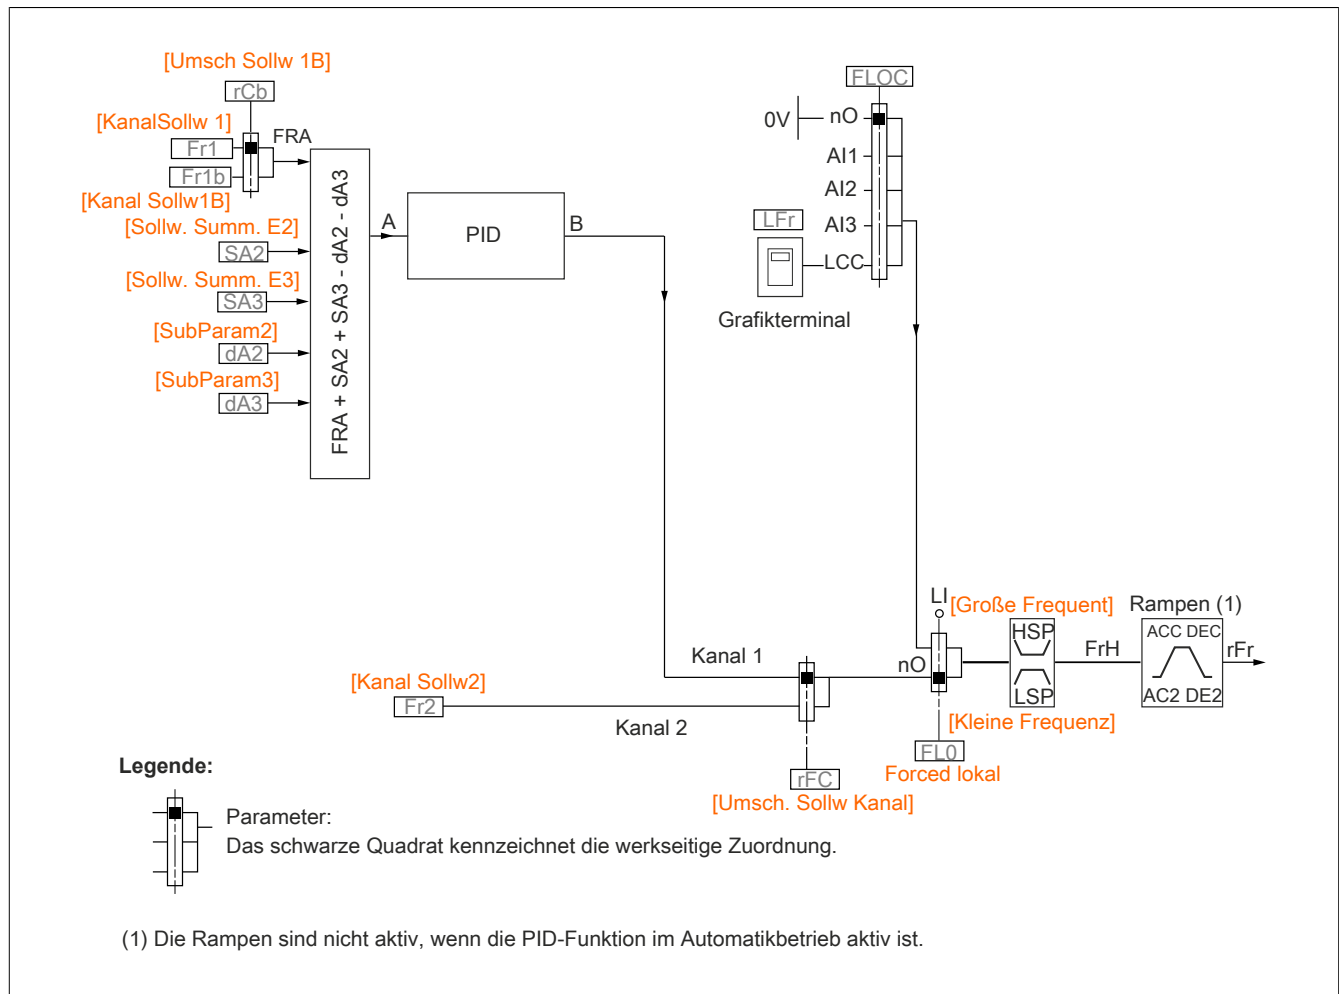 [Umsch Sollw 1B]
rCb
[KanalSollw 1]
FRA
Fr1
Fr1b
[Kanal Sollw1B]
[Sollw. Summ. E2]
SA2
[Sollw. Summ. E3]
SA3
[SubParam2]
dA2
[SubParam3]
dA3
FRA + SA2 + SA3 - dA2 - dA3
A
PID
B
FLOC
0V
nO
AI1
AI2
LFr
AI3
LCC
Grafikterminal
LI
[Große Frequent]
Rampen (1)
HSP
LSP
FrH
ACC DEC
AC2 DE2
rFr
nO
Kanal 1
[Kanal Sollw2]
Fr2
Kanal 2
[Kleine Frequenz]
FL0
Forced lokal
rFC
[Umsch. Sollw Kanal]
Legende:
Parameter:
Das schwarze Quadrat kennzeichnet die werkseitige Zuordnung.
(1) Die Rampen sind nicht aktiv, wenn die PID-Funktion im Automatikbetrieb aktiv ist.